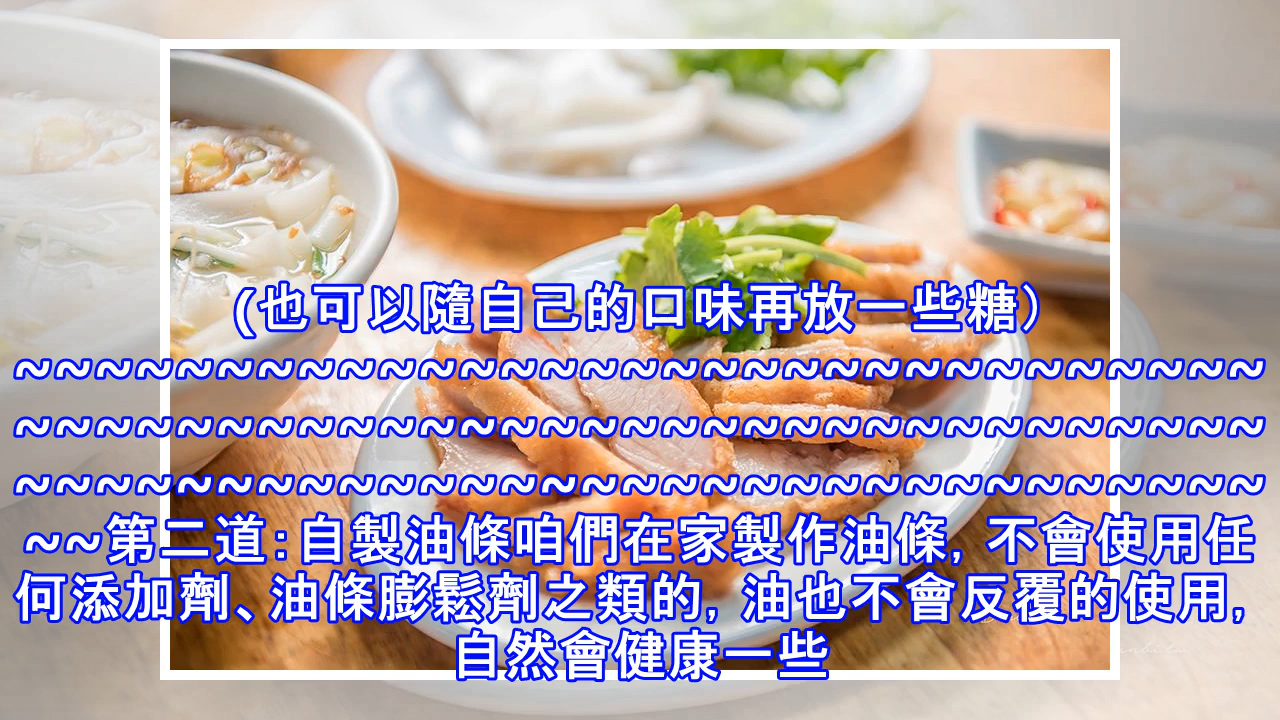 (也可以隨自己的口味再放一些糖）
~~~~~~~~~~~~~~~~~~~~~~~~~~~~~~~~~~~~~~~~~~~~~~
~~~~~~~~~~~~~~~~~~~~~~~~~~~~~~~~~~~~~~~~~~~~~~
~~~~~~~~~~~~~~~~~~~~~~~~~~~~~~~~~~~~~~~~~~~~~~
~~第二道：自製油條咱們在家製作油條，不會使用任
何添加劑、油條膨鬆劑之類的，油也不會反覆的使用，
自然會健康一些